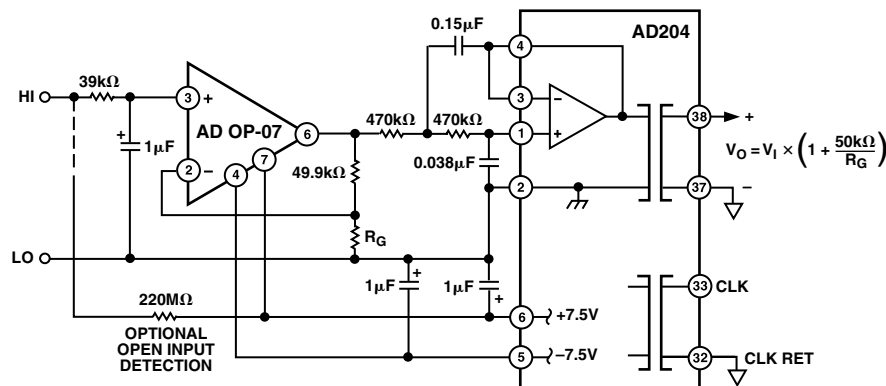 0.15µF
AD204
4
39kΩ
HI
3
+
AD OP-07
6
470kΩ
470kΩ
3
–
1
+
38
+
+
1µF
2
–
4
7
49.9kΩ
0.038µF
2
V_O = V_I × (1 + 50kΩ/R_G)
37
–
R_G
LO
1µF
+
1µF
+
33
CLK
220MΩ
6
+7.5V
OPTIONAL
OPEN INPUT
DETECTION
5
–7.5V
32
CLK RET